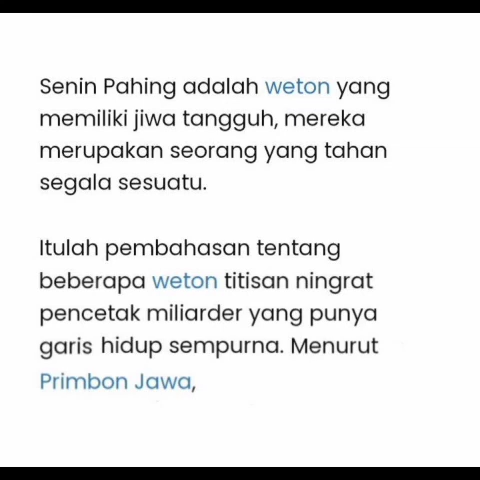 Senin Pahing adalah weton yang
memiliki jiwa tangguh, mereka
merupakan seorang yang tahan
segala sesuatu.
Itulah pembahasan tentang
beberapa weton titisan ningrat
pencetak miliarder yang punya
garis hidup sempurna. Menurut
Primbon Jawa,